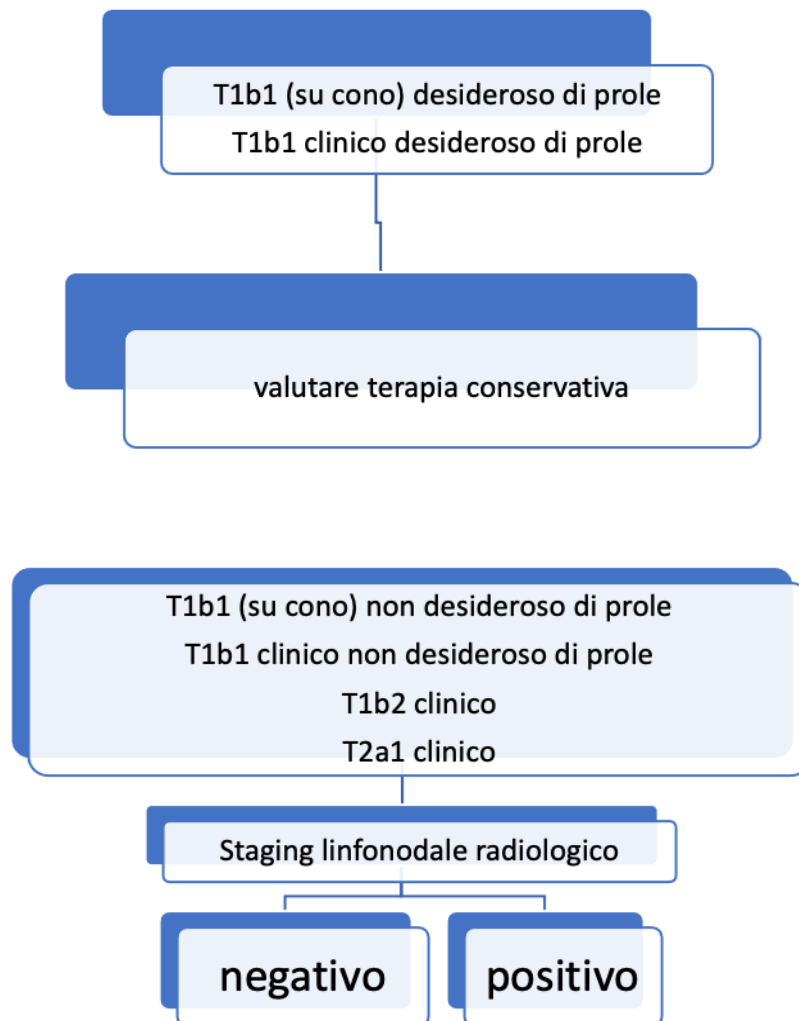 T1b1 (su cono) desideroso di prole
T1b1 clinico desideroso di prole
valutare terapia conservativa
T1b1 (su cono) non desideroso di prole
T1b1 clinico non desideroso di prole
T1b2 clinico
T2a1 clinico
Staging linfonodale radiologico
negativo
positivo